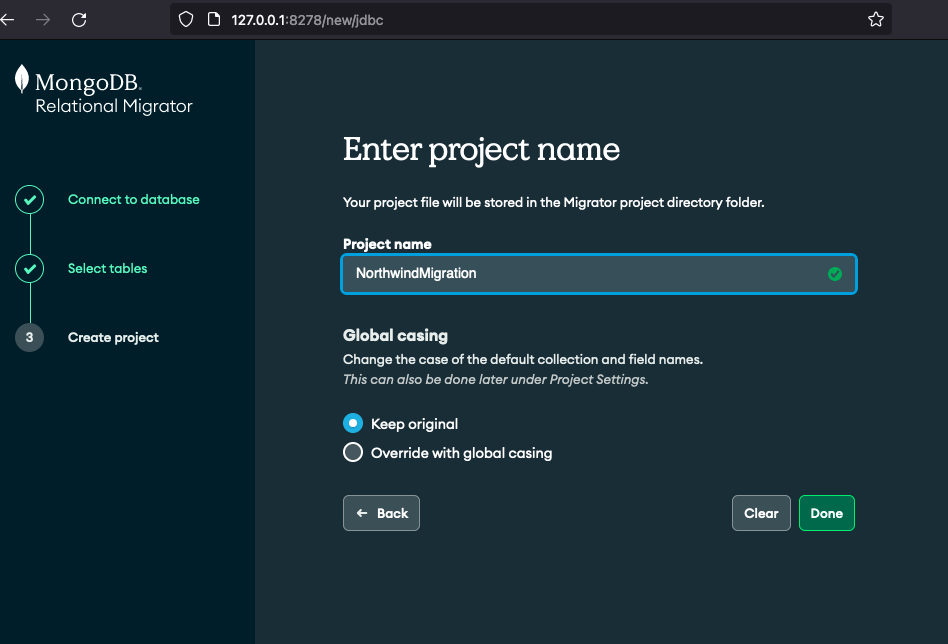 127.0.0.1:8278/new/jdbc
MongoDB.
Relational Migrator
Connect to database
Select tables
3 Create project
Enter project name
Your project file will be stored in the Migrator project directory folder.
Project name
NorthwindMigration
Global casing
Change the case of the default collection and field names.
This can also be done later under Project Settings.
Keep original
Override with global casing
← Back
Clear
Done